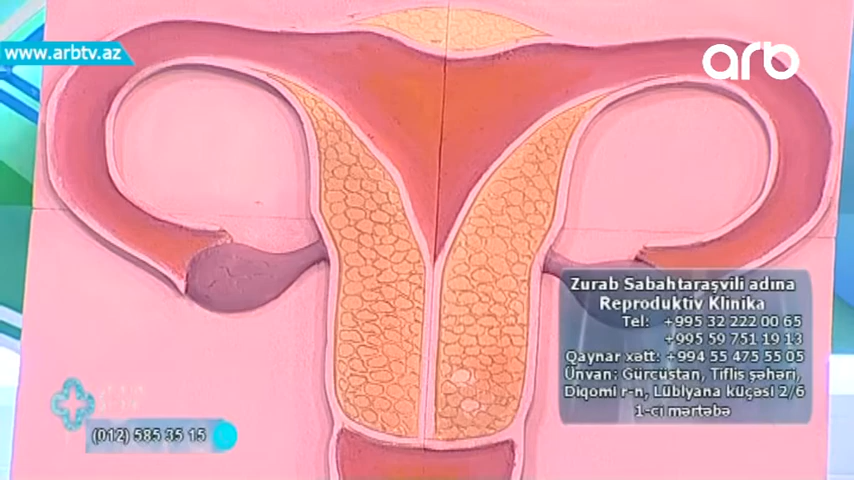 www.arbtv.az
arb
Zurab Sabahtaraşvili adına
Reproduktiv Klinika
Tel: +995 32 222 00 65
+995 59 751 19 13
Qaynar xətt: +994 55 475 55 05
Ünvan: Gürcüstan, Tiflis şəhəri,
Diqomi r-n, Lüblyana küçəsi 2/6
1-ci mərtəbə
(012) 585 35 15